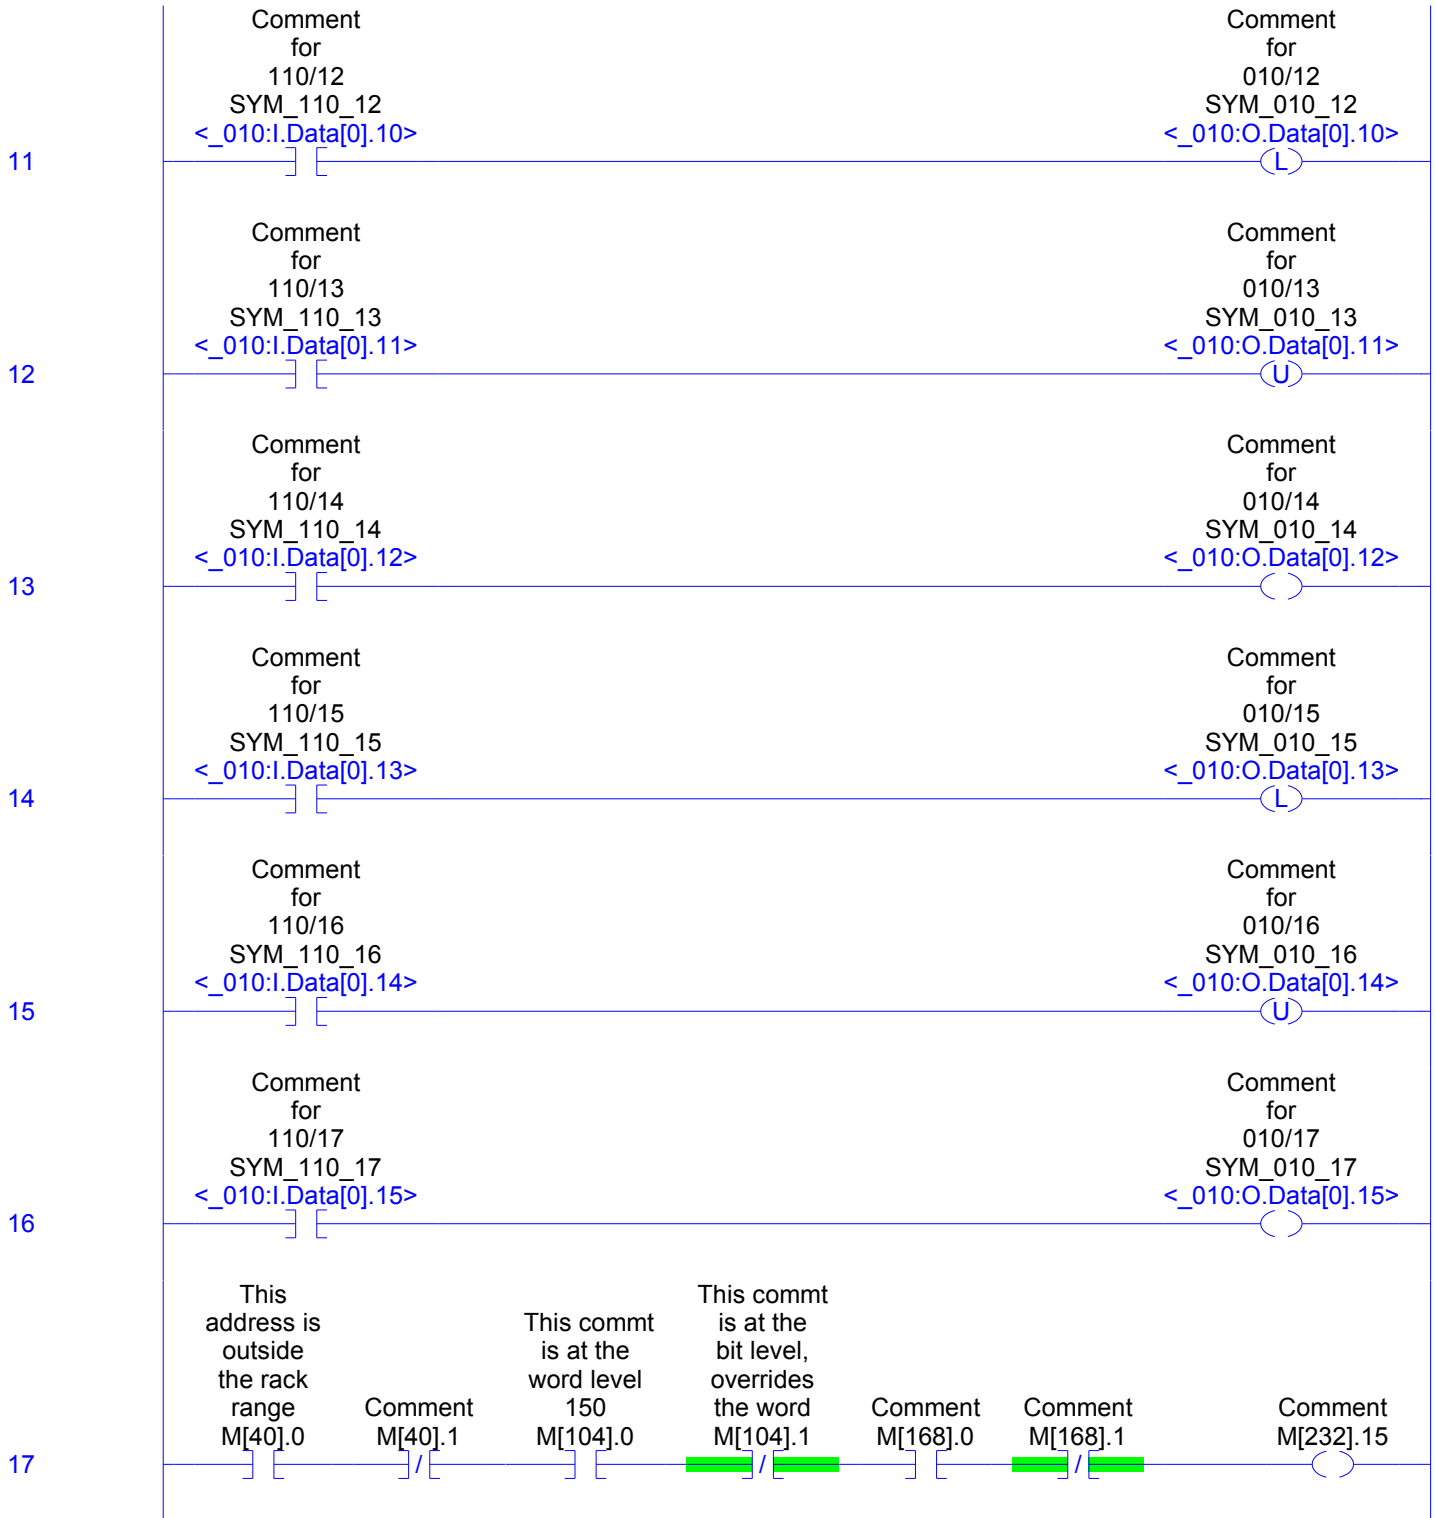 Comment
for
110/12
SYM_110_12
<_010:I.Data[0].10>
Comment
for
010/12
SYM_010_12
<_010:O.Data[0].10>
11
L
Comment
for
110/13
SYM_110_13
<_010:I.Data[0].11>
Comment
for
010/13
SYM_010_13
<_010:O.Data[0].11>
12
U
Comment
for
110/14
SYM_110_14
<_010:I.Data[0].12>
Comment
for
010/14
SYM_010_14
<_010:O.Data[0].12>
13
Comment
for
110/15
SYM_110_15
<_010:I.Data[0].13>
Comment
for
010/15
SYM_010_15
<_010:O.Data[0].13>
14
L
Comment
for
110/16
SYM_110_16
<_010:I.Data[0].14>
Comment
for
010/16
SYM_010_16
<_010:O.Data[0].14>
15
U
Comment
for
110/17
SYM_110_17
<_010:I.Data[0].15>
Comment
for
010/17
SYM_010_17
<_010:O.Data[0].15>
16
This
address is
outside
the rack
range
M[40].0
Comment
M[40].1
This commt
is at the
word level
150
M[104].0
This commt
is at the
bit level,
overrides
the word
M[104].1
Comment
M[168].0
Comment
M[168].1
Comment
M[232].15
17
/
/
/